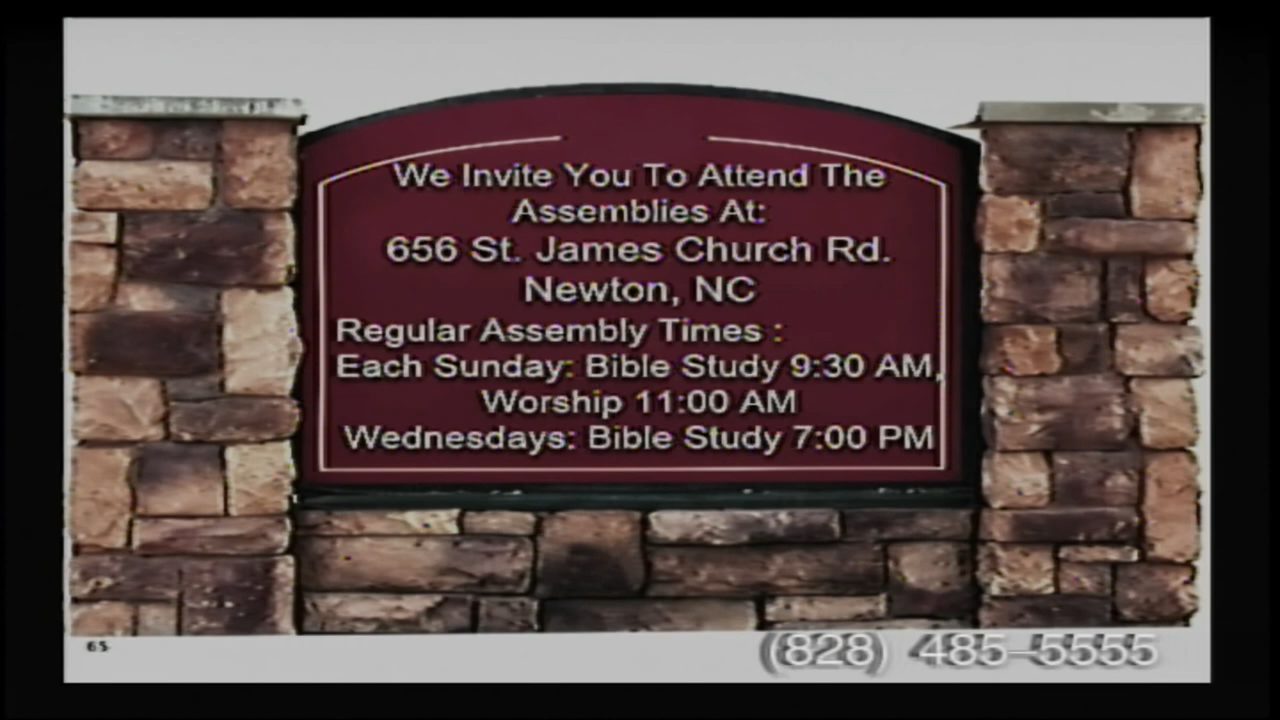 We Invite You To Attend The
Assemblies At:
656 St. James Church Rd.
Newton, NC
Regular Assembly Times :
Each Sunday: Bible Study 9:30 AM,
Worship 11:00 AM
Wednesdays: Bible Study 7:00 PM
65
(828) 485-5555